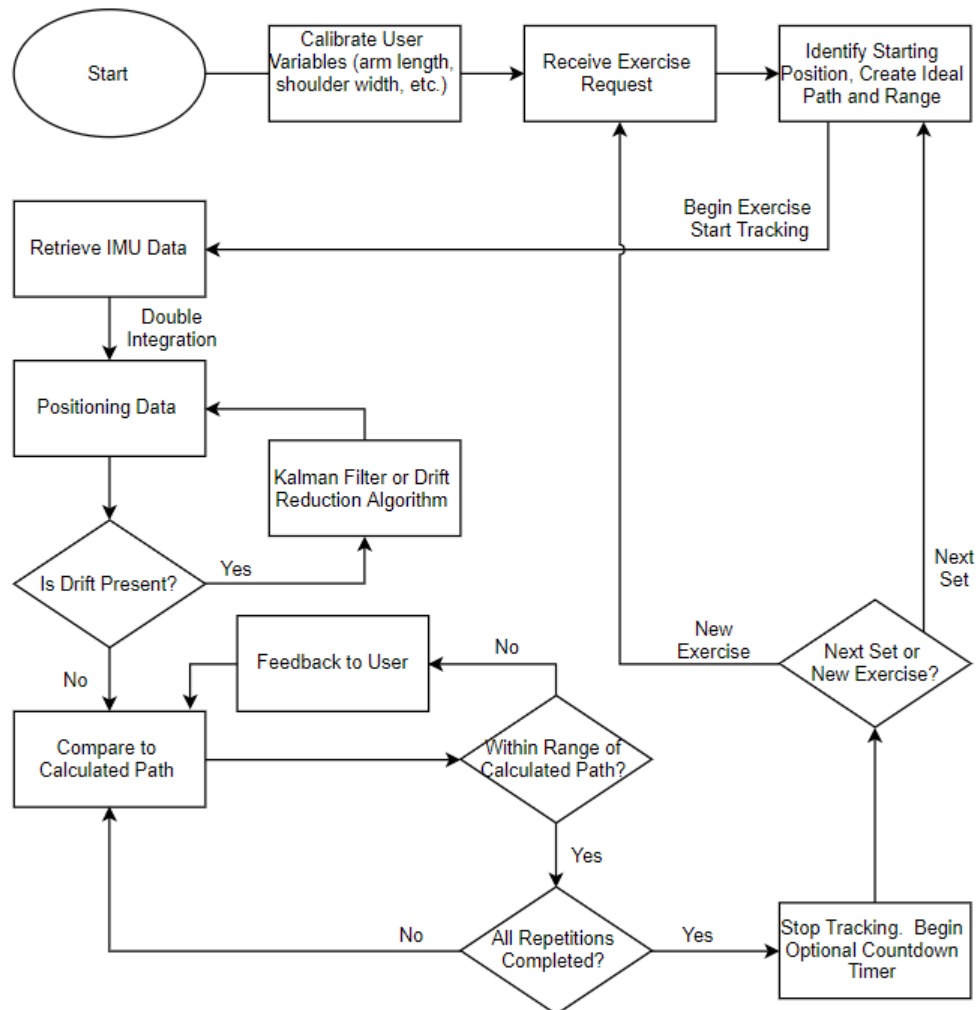 Start
Calibrate User
Variables (arm length,
shoulder width, etc.)
Receive Exercise
Request
Identify Starting
Position, Create Ideal
Path and Range
Begin Exercise
Start Tracking
Retrieve IMU Data
Double
Integration
Positioning Data
Kalman Filter or Drift
Reduction Algorithm
Is Drift Present?
Yes
No
Next
Set
New
Exercise
Next Set or
New Exercise?
Feedback to User
No
Compare to
Calculated Path
Within Range of
Calculated Path?
Yes
No
All Repetitions
Completed?
Yes
Stop Tracking. Begin
Optional Countdown
Timer